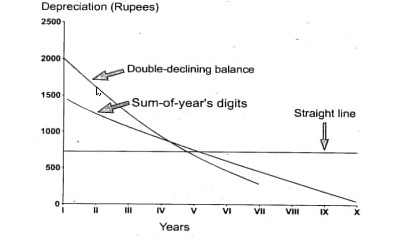 Depreciation (Rupees)
2500
2000
1500
1000
500
0
Double-declining balance
Sum-of-year's digits
Straight line
I II III IV V VI VII VIII IX X
Years